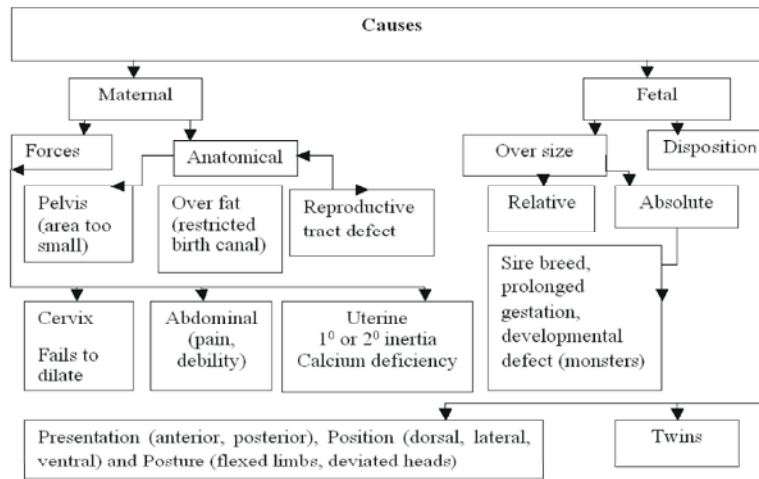 Causes
Maternal
Fetal
Forces
Anatomical
Over size
Disposition
Pelvis
(area too
small)
Over fat
(restricted
birth canal)
Reproductive
tract defect
Relative
Absolute
Sire breed,
prolonged
gestation,
developmental
defect (monsters)
Cervix
Fails to
dilate
Abdominal
(pain,
debility)
Uterine
1⁰ or 2⁰ inertia
Calcium deficiency
Presentation (anterior, posterior), Position (dorsal, lateral,
ventral) and Posture (flexed limbs, deviated heads)
Twins